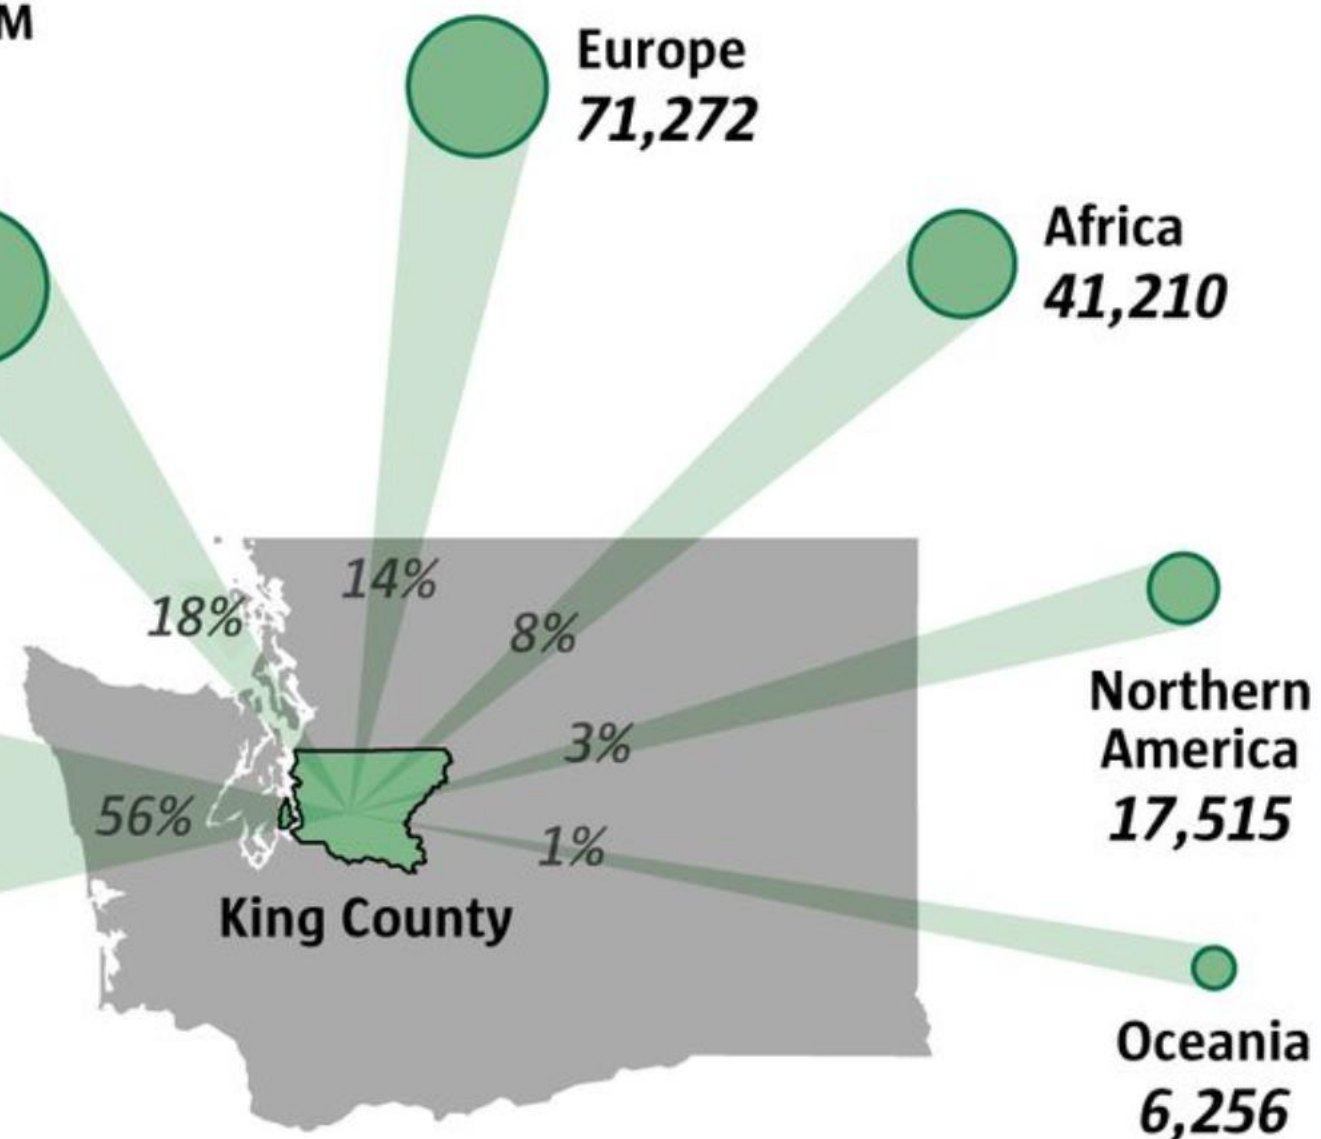 M
Europe
71,272
Africa
41,210
14%
18%
8%
Northern
America
17,515
3%
56%
1%
King County
Oceania
6,256